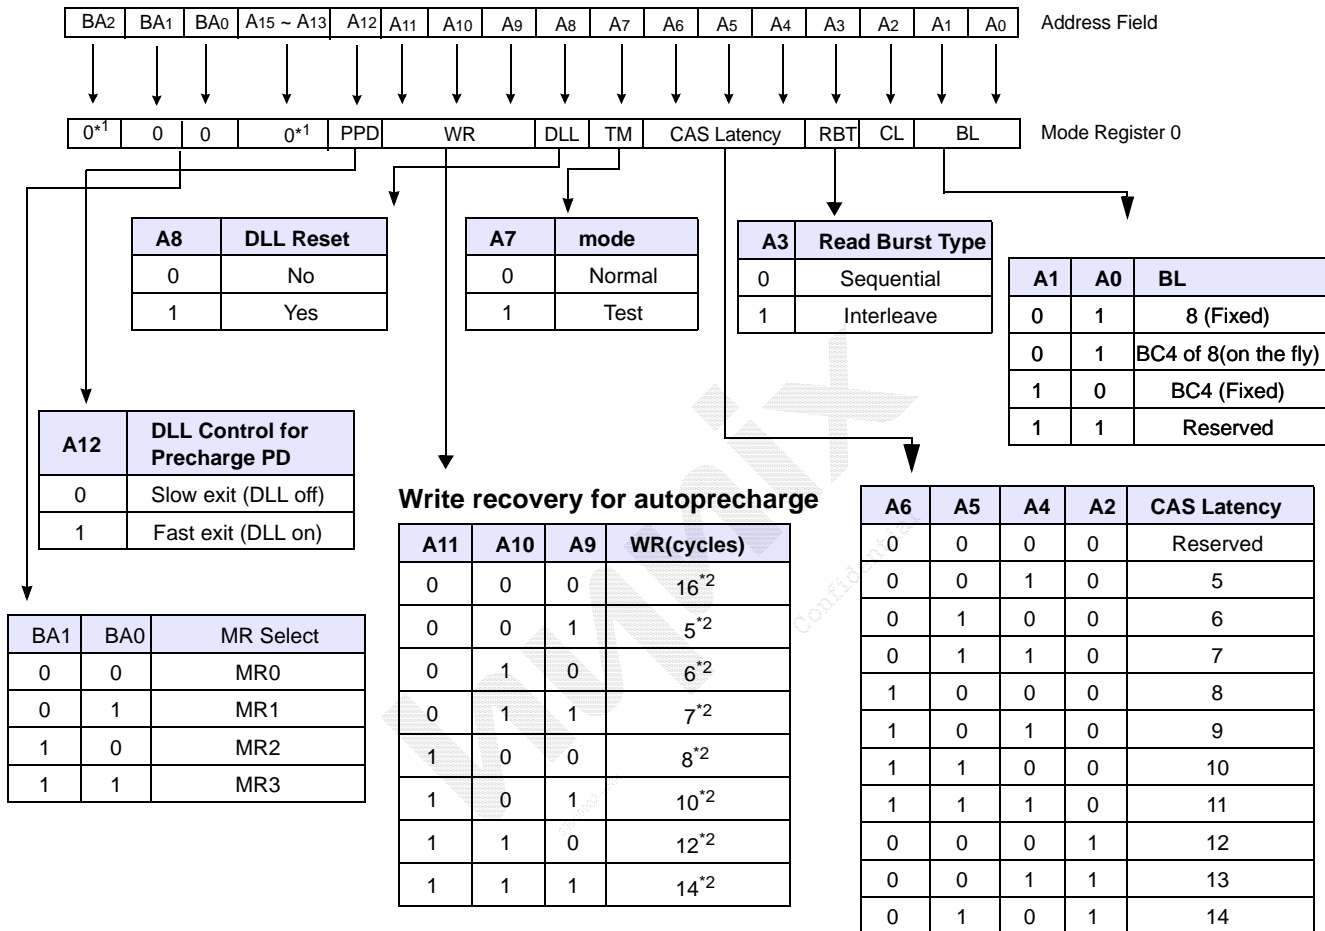 BA2 BA1 BA0 A15 ~ A13 A12 A11 A10 A9 A8 A7 A6 A5 A4 A3 A2 A1 A0 Address Field
0*1 0 0 0*1 PPD WR DLL TM CAS Latency RBT CL BL Mode Register 0
A8 DLL Reset
0 No
1 Yes
A7 mode
0 Normal
1 Test
A3 Read Burst Type
0 Sequential
1 Interleave
A1 A0 BL
0 1 8 (Fixed)
0 1 BC4 of 8(on the fly)
1 0 BC4 (Fixed)
1 1 Reserved
A12 DLL Control for
Precharge PD
0 Slow exit (DLL off)
1 Fast exit (DLL on)
BA1 BA0 MR Select
0 0 MR0
0 1 MR1
1 0 MR2
1 1 MR3
Write recovery for autoprecharge
A11 A10 A9 WR(cycles)
0 0 0 16*2
0 0 1 5*2
0 1 0 6*2
0 1 1 7*2
1 0 0 8*2
1 0 1 10*2
1 1 0 12*2
1 1 1 14*2
A6 A5 A4 A2 CAS Latency
0 0 0 0 Reserved
0 0 1 0 5
0 1 0 0 6
0 1 1 0 7
1 0 0 0 8
1 0 1 0 9
1 1 0 0 10
1 1 1 0 11
0 0 0 1 12
0 0 1 1 13
0 1 0 1 14
hynix
Confidential